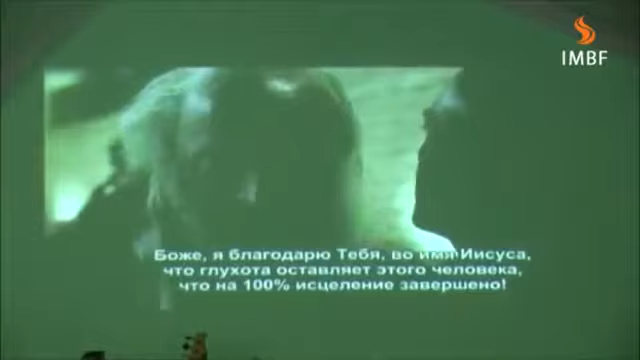 IMBF
Боже, я благодарю Тебя, во имя Иисуса,
что глухота оставляет этого человека,
что на 100% исцеление завершено!